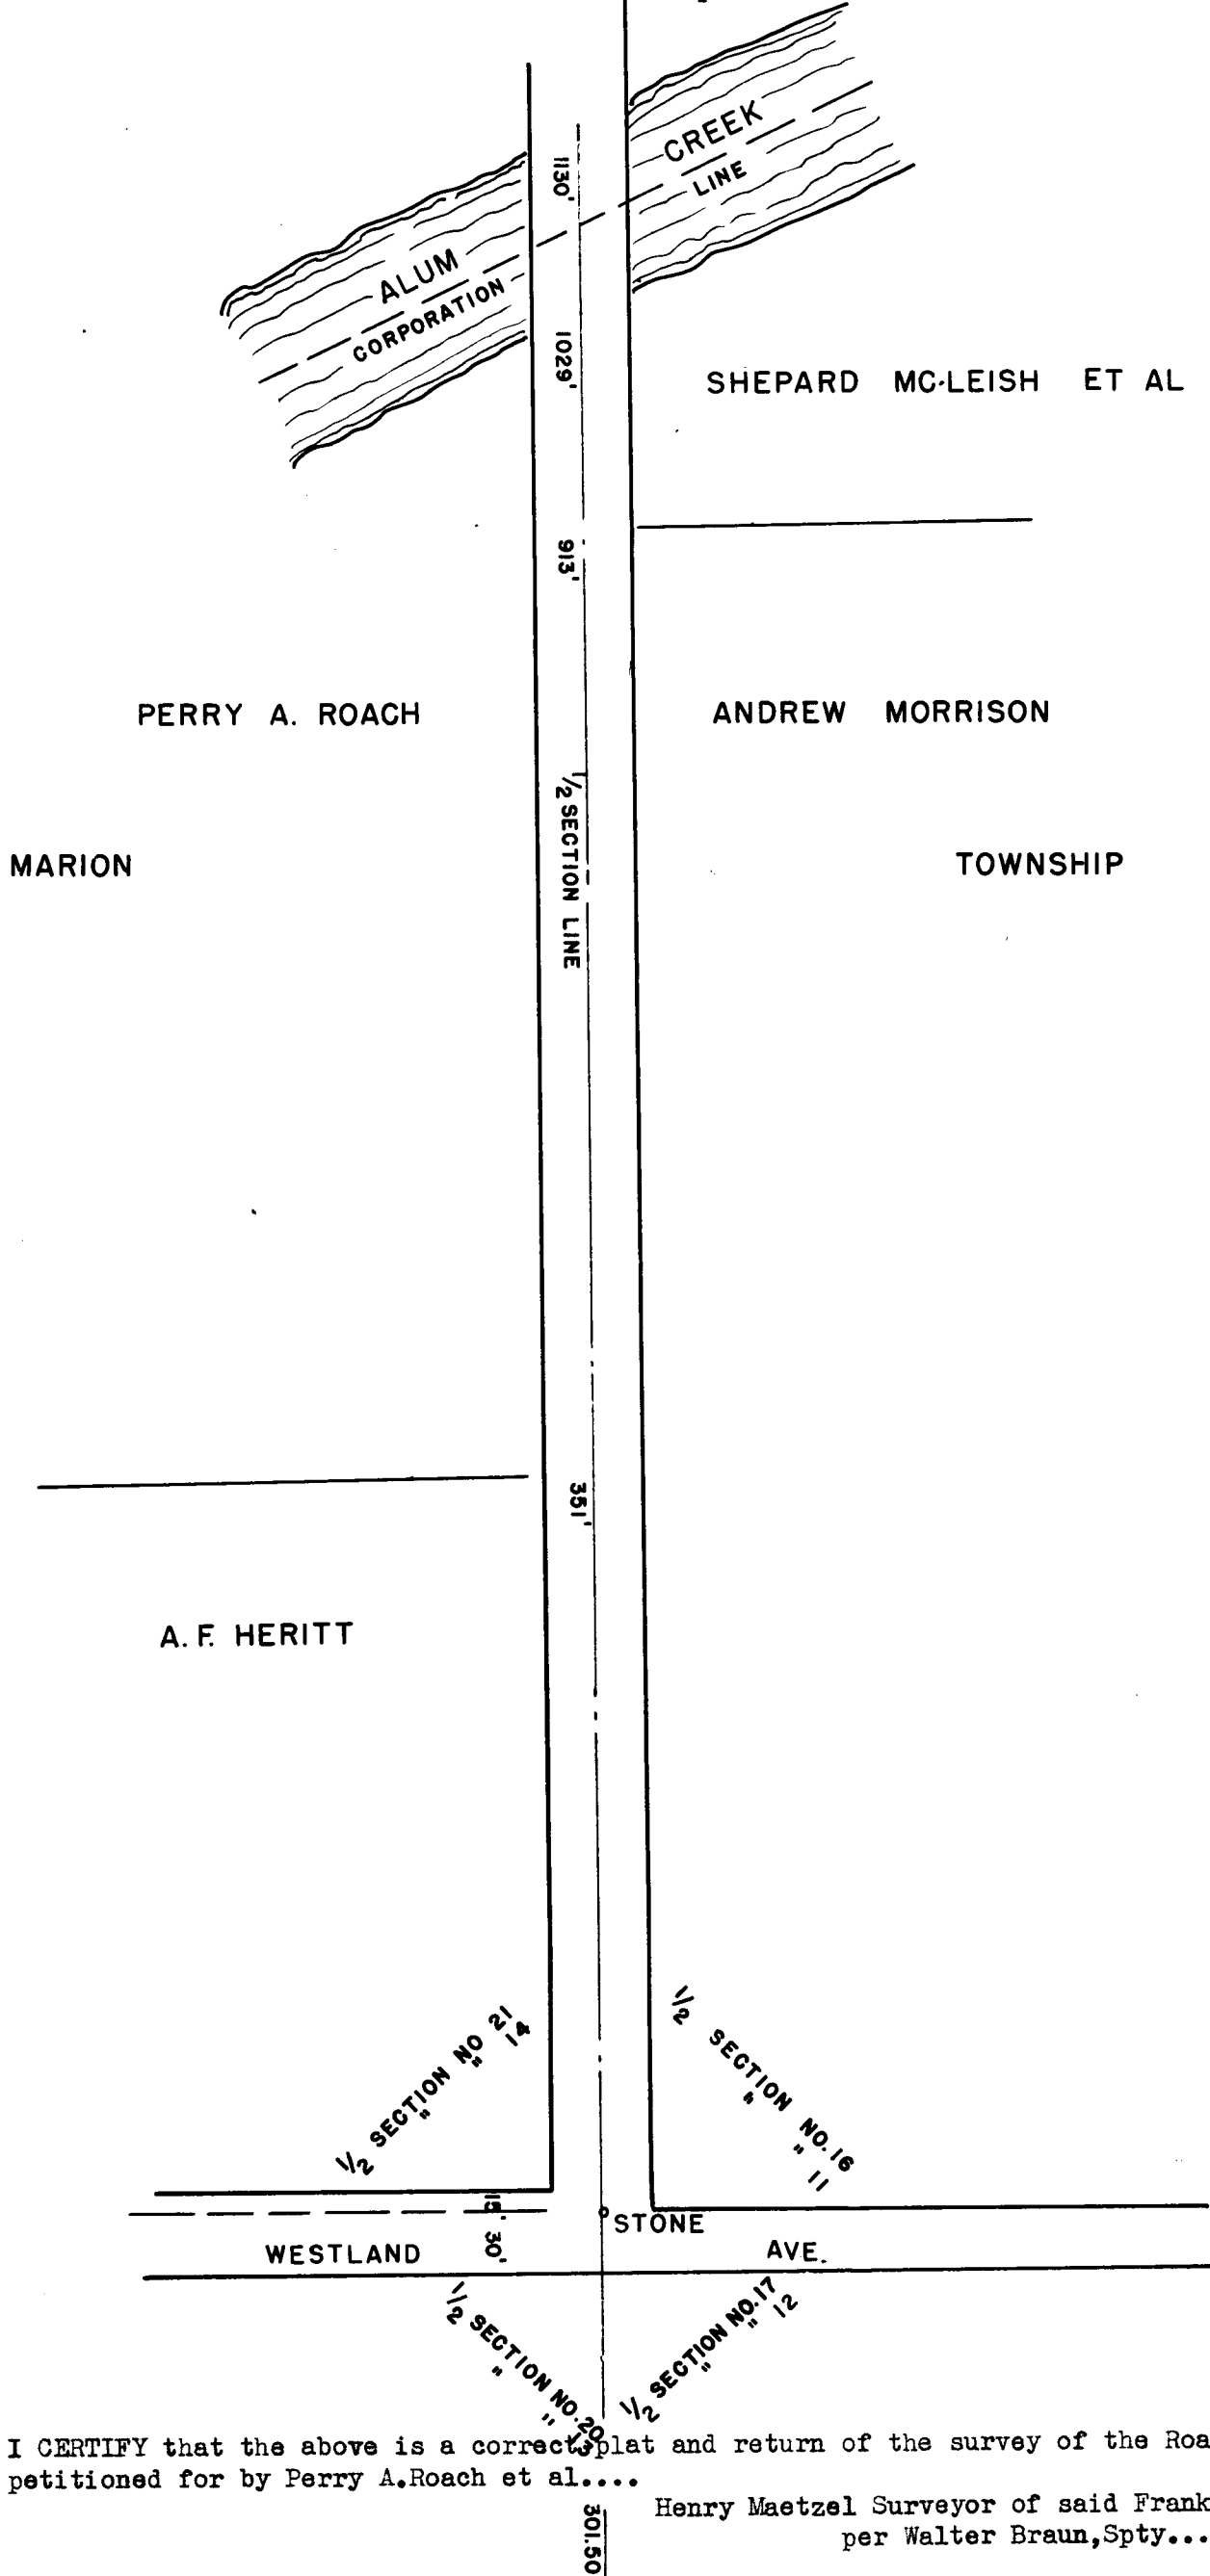 CREEK
LINE
1130'
ALUM
CORPORATION
1029'
SHEPARD MC·LEISH ET AL
913'
PERRY A. ROACH
ANDREW MORRISON
1/2 SECTION LINE
MARION
TOWNSHIP
351'
A. F. HERITT
1/2 SECTION NO 21
" " 14
1/2 SECTION NO. 16
" " 11
15'
STONE
30'
WESTLAND AVE.
1/2 SECTION NO. 20
" " 13
1/2 SECTION NO. 17
" " 12
I CERTIFY that the above is a correct plat and return of the survey of the Roa
petitioned for by Perry A.Roach et al....
Henry Maetzel Surveyor of said Frank
per Walter Braun,Spty...
301.50